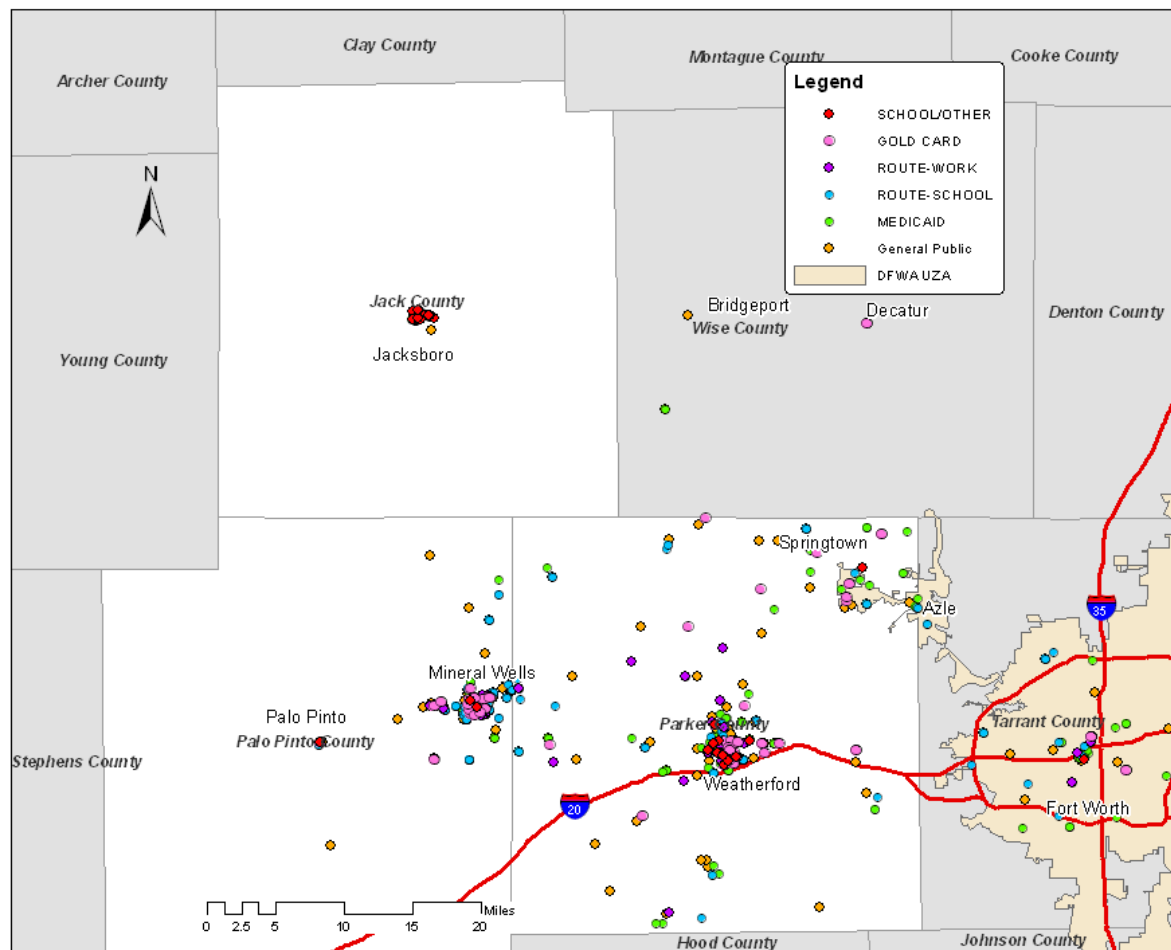 Clay County
Montague County
Cooke County
Archer County
Legend
SCHOOL/OTHER
GOLD CARD
ROUTE-WORK
ROUTE-SCHOOL
MEDICAID
General Public
DFWAUZA
N
Jack County
Bridgeport
Decatur
Wise County
Denton County
Young County
Jacksboro
Springtown
Azle
35
Mineral Wells
Palo Pinto
Parker County
Tarrant County
Palo Pinto County
Stephens County
Weatherford
20
Fort Worth
Miles
0 2.5 5 10 15 20
Hood County
Johnson County